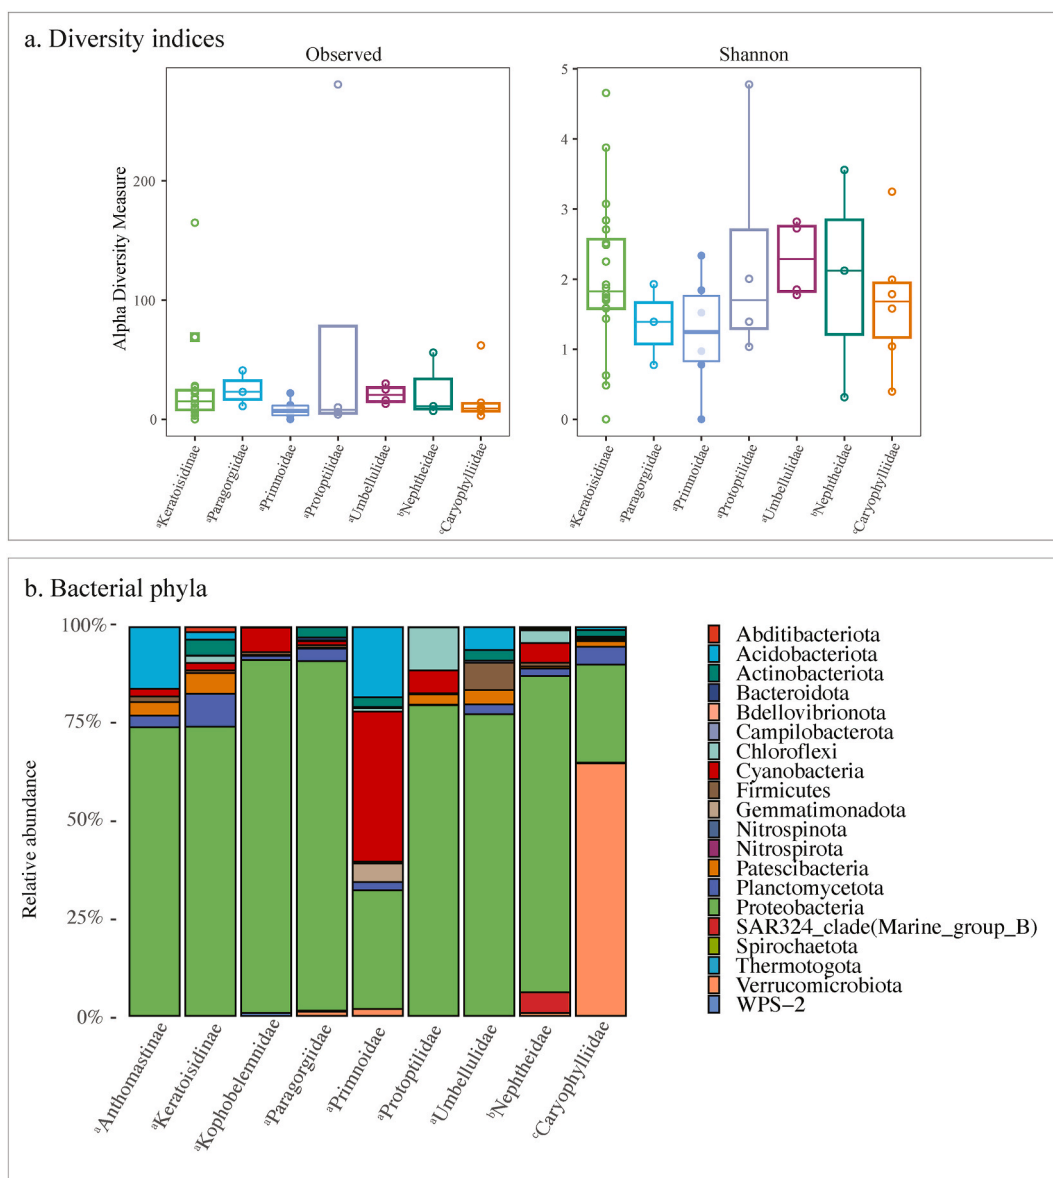 a. Diversity indices
Observed
Shannon
Alpha Diversity Measure
200
100
0
5
4
3
2
1
0
ᵃKeratoisidinae
ᵃParagorgiidae
ᵃPrimnoidae
ᵃProtoptilidae
ᵃUmbellulidae
ᵇNephtheidae
ᶜCaryophylliidae
ᵃKeratoisidinae
ᵃParagorgiidae
ᵃPrimnoidae
ᵃProtoptilidae
ᵃUmbellulidae
ᵇNephtheidae
ᶜCaryophylliidae
b. Bacterial phyla
Relative abundance
100%
75%
50%
25%
0%
ᵃAnthomastinae
ᵃKeratoisidinae
ᵃKophobelemnidae
ᵃParagorgiidae
ᵃPrimnoidae
ᵃProtoptilidae
ᵃUmbellulidae
ᵇNephtheidae
ᶜCaryophylliidae
Abditibacteriota
Acidobacteriota
Actinobacteriota
Bacteroidota
Bdellovibrionota
Campilobacterota
Chloroflexi
Cyanobacteria
Firmicutes
Gemmatimonadota
Nitrospinota
Nitrospirota
Patescibacteria
Planctomycetota
Proteobacteria
SAR324_clade(Marine_group_B)
Spirochaetota
Thermotogota
Verrucomicrobiota
WPS−2